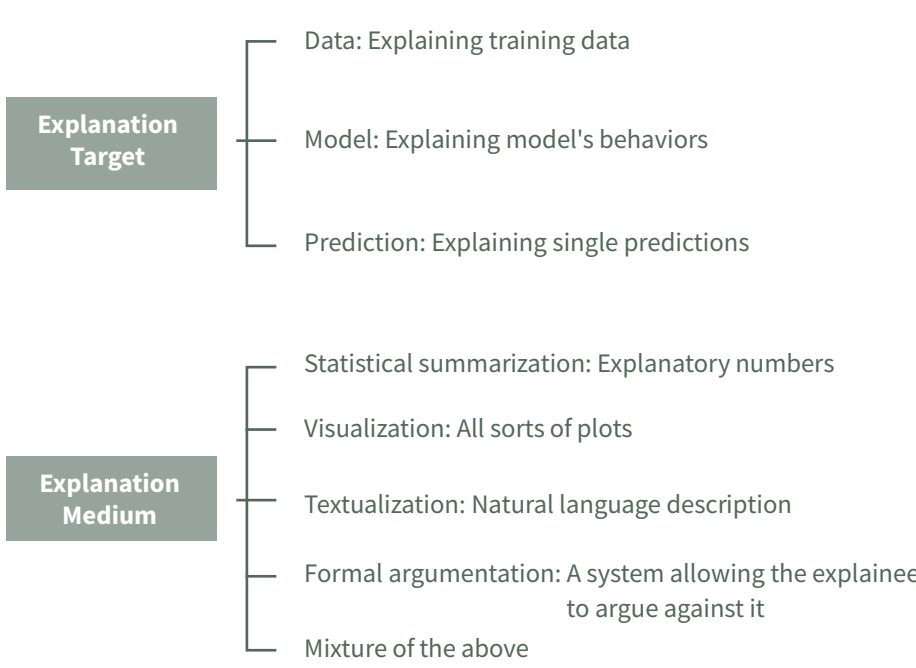 Data: Explaining training data
Explanation
Target
Model: Explaining model's behaviors
Prediction: Explaining single predictions
Statistical summarization: Explanatory numbers
Visualization: All sorts of plots
Explanation
Medium
Textualization: Natural language description
Formal argumentation: A system allowing the explainee
to argue against it
Mixture of the above